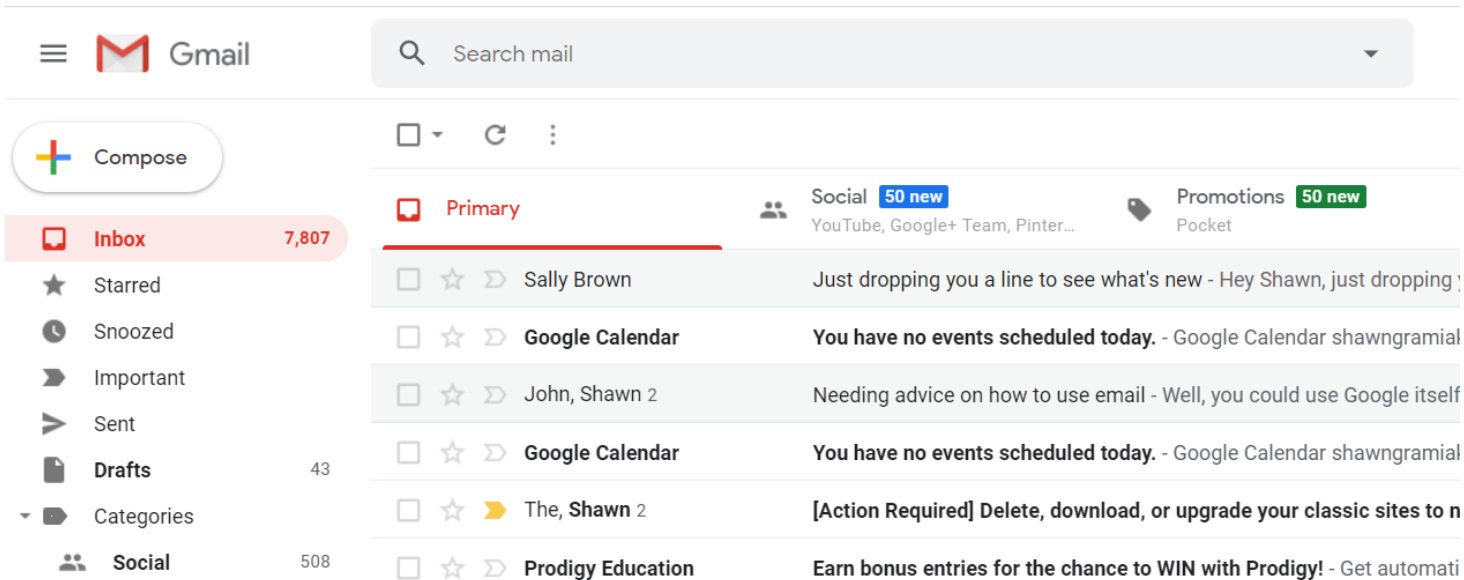 Gmail
Search mail
Compose
Primary
Social 50 new
YouTube, Google+ Team, Pinter...
Promotions 50 new
Pocket
Inbox 7,807
Starred
Snoozed
Important
Sent
Drafts 43
Categories
Social 508
Sally Brown Just dropping you a line to see what's new - Hey Shawn, just dropping
Google Calendar You have no events scheduled today. - Google Calendar shawngramiak
John, Shawn 2 Needing advice on how to use email - Well, you could use Google itself
Google Calendar You have no events scheduled today. - Google Calendar shawngramiak
The, Shawn 2 [Action Required] Delete, download, or upgrade your classic sites to n
Prodigy Education Earn bonus entries for the chance to WIN with Prodigy! - Get automati